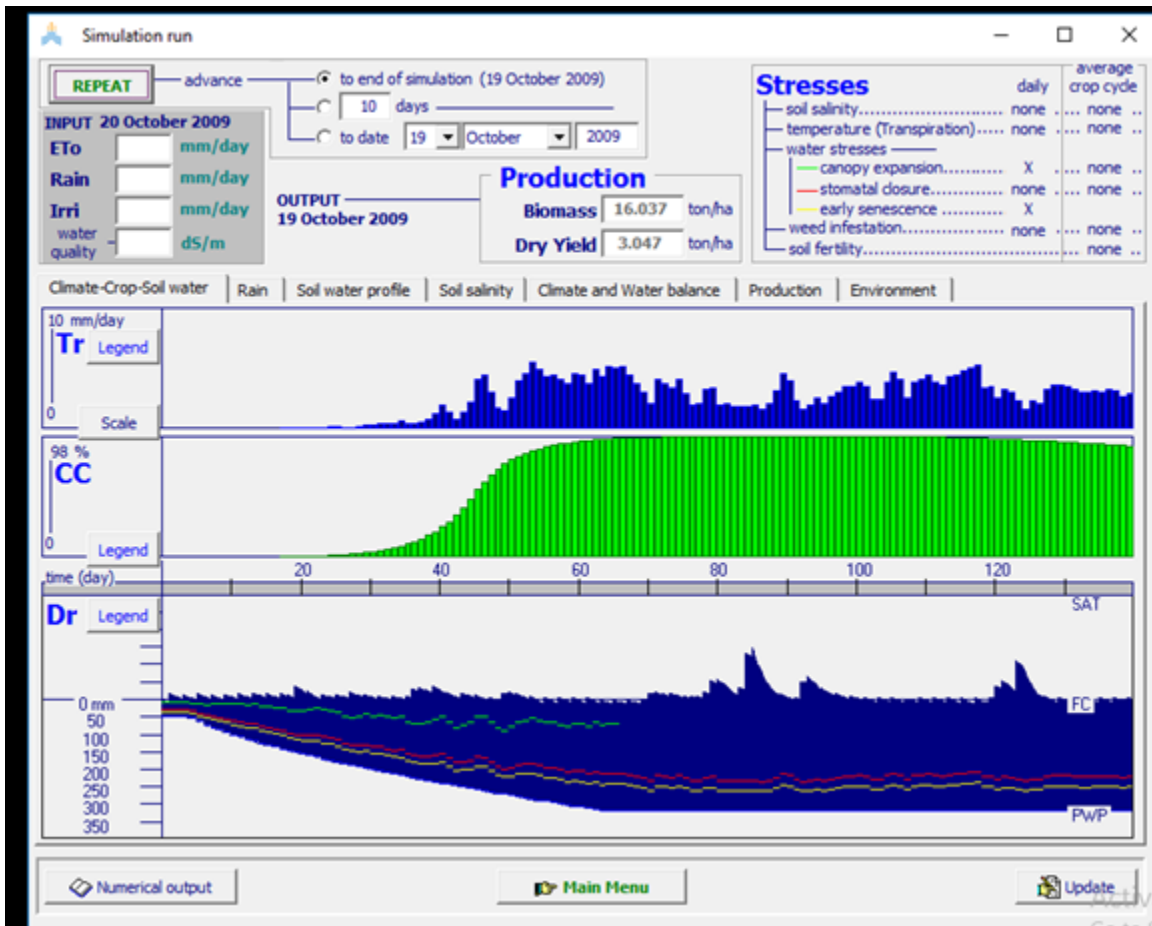 Simulation run
REPEAT
advance
to end of simulation (19 October 2009)
10 days
to date 19 October 2009
INPUT 20 October 2009
ETo mm/day
Rain mm/day
Irri mm/day
water quality dS/m
OUTPUT
19 October 2009
Production
Biomass 16.037 ton/ha
Dry Yield 3.047 ton/ha
Stresses daily average crop cycle
soil salinity................ none .... none ..
temperature (Transpiration)..... none .... none ..
water stresses
canopy expansion........... X .... none ..
stomatal closure............ none .... none ..
early senescence ........... X
weed infestation................ none .... none ..
soil fertility................................ none ..
Climate-Crop-Soil water Rain Soil water profile Soil salinity Climate and Water balance Production Environment
10 mm/day
Tr Legend
0
Scale
98 %
CC
0
Legend
time (day) 20 40 60 80 100 120
Dr Legend
SAT
0 mm
FC
50
100
150
200
250
300
PWP
350
Numerical output Main Menu Update